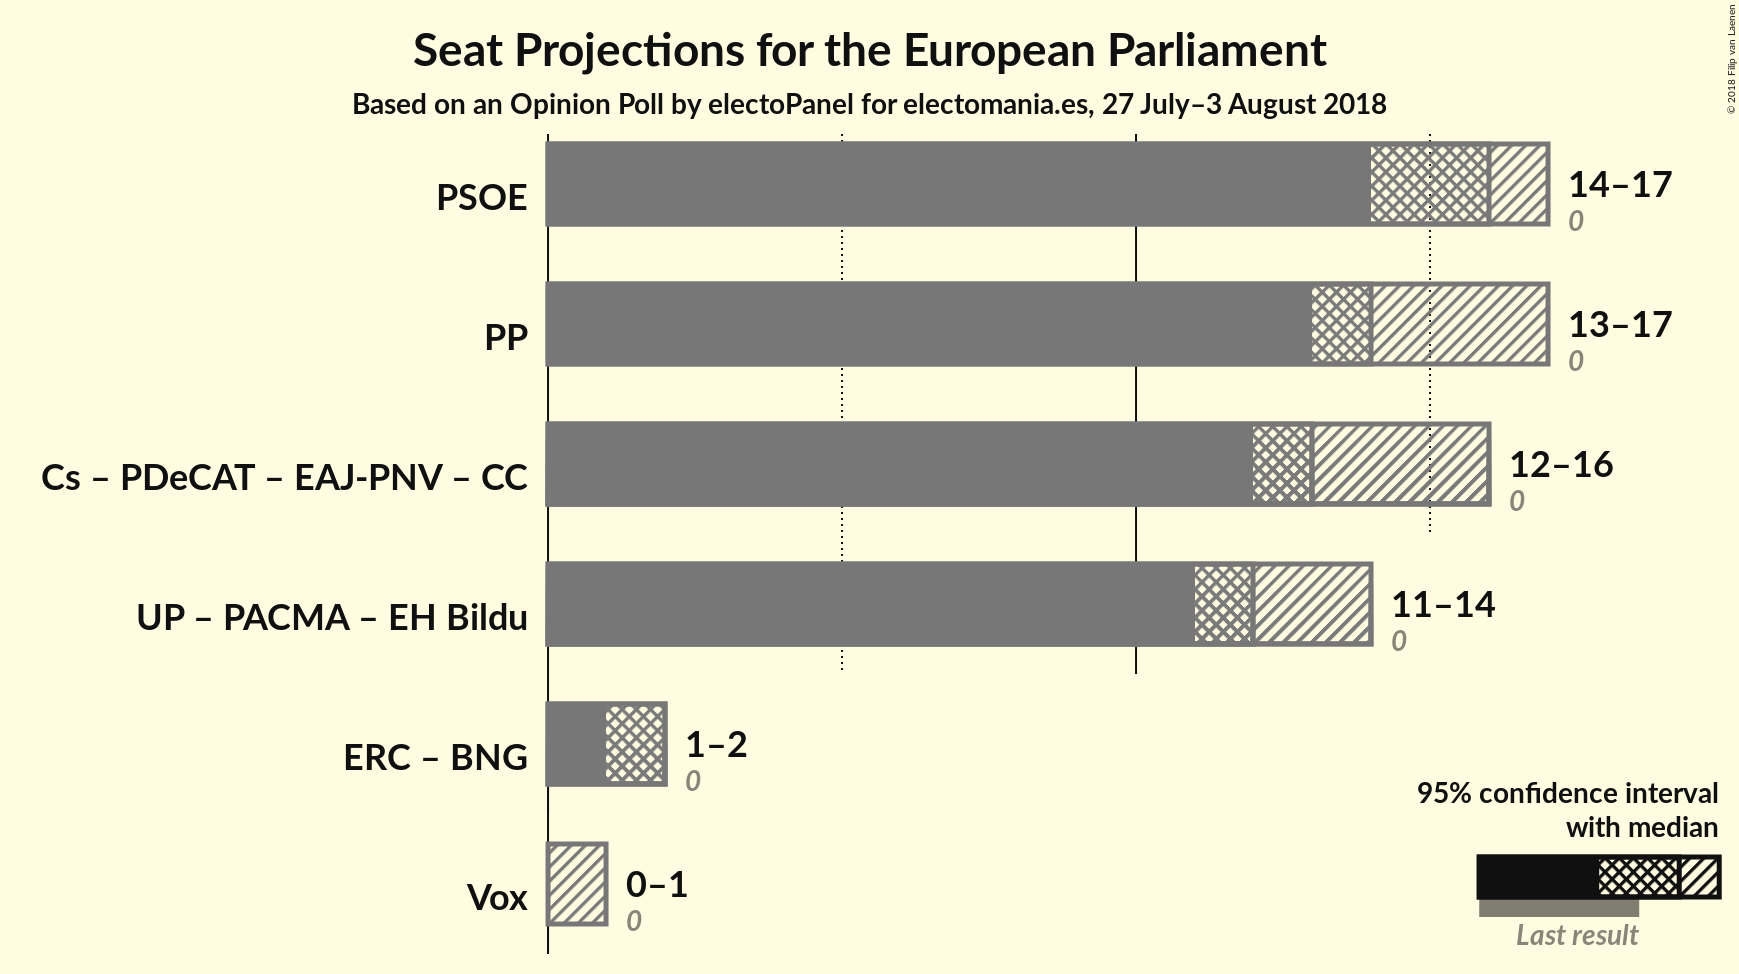 Seat Projections for the European Parliament
Based on an Opinion Poll by electoPanel for electomania.es, 27 July–3 August 2018
© 2018 Filip van Laenen
PSOE
14–17
0
PP
13–17
0
Cs – PDeCAT – EAJ-PNV – CC
12–16
0
UP – PACMA – EH Bildu
11–14
0
ERC – BNG
1–2
0
Vox
0–1
0
95% confidence interval
with median
Last result